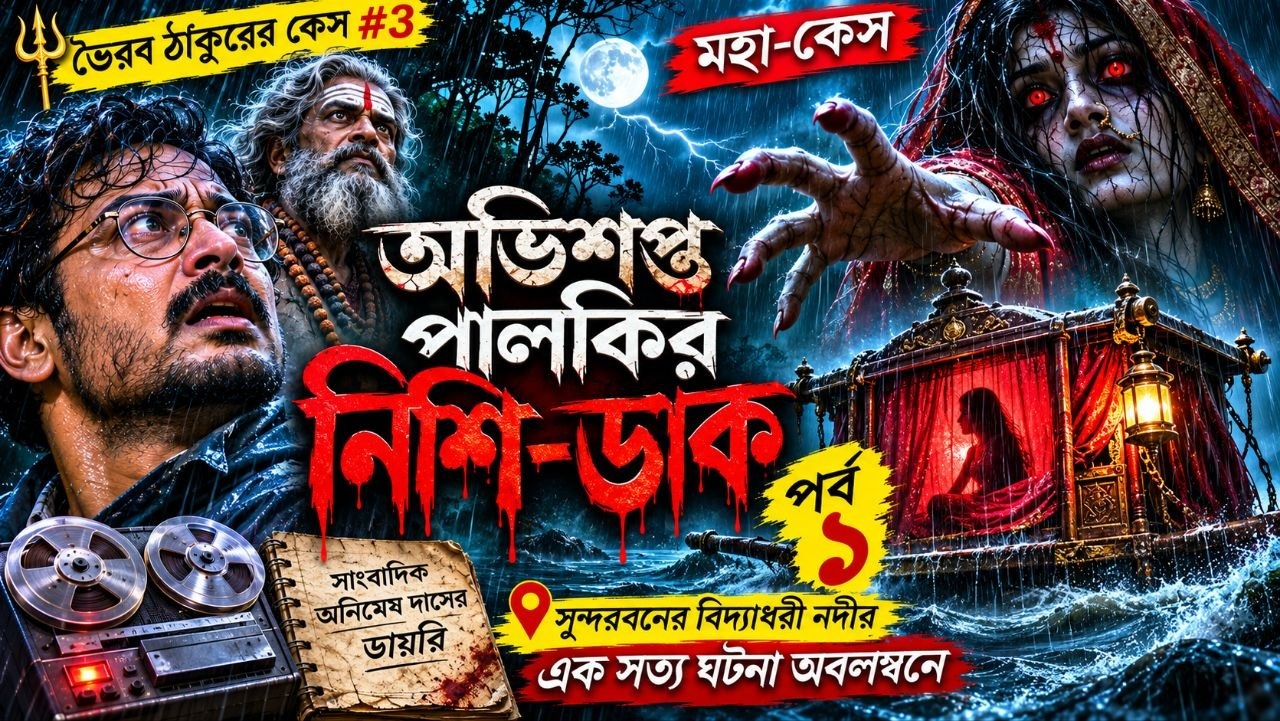 ভৈরব ঠাকুরের কেস #3
মহা-কেস
অভিশপ্ত
পালকির
নিশি-ডাক
পর্ব
১
সাংবাদিক
অনিমেষ দাসের
ডায়রি
সুন্দরবনের বিদ্যাধরী নদীর
এক সত্য ঘটনা অবলম্বনে